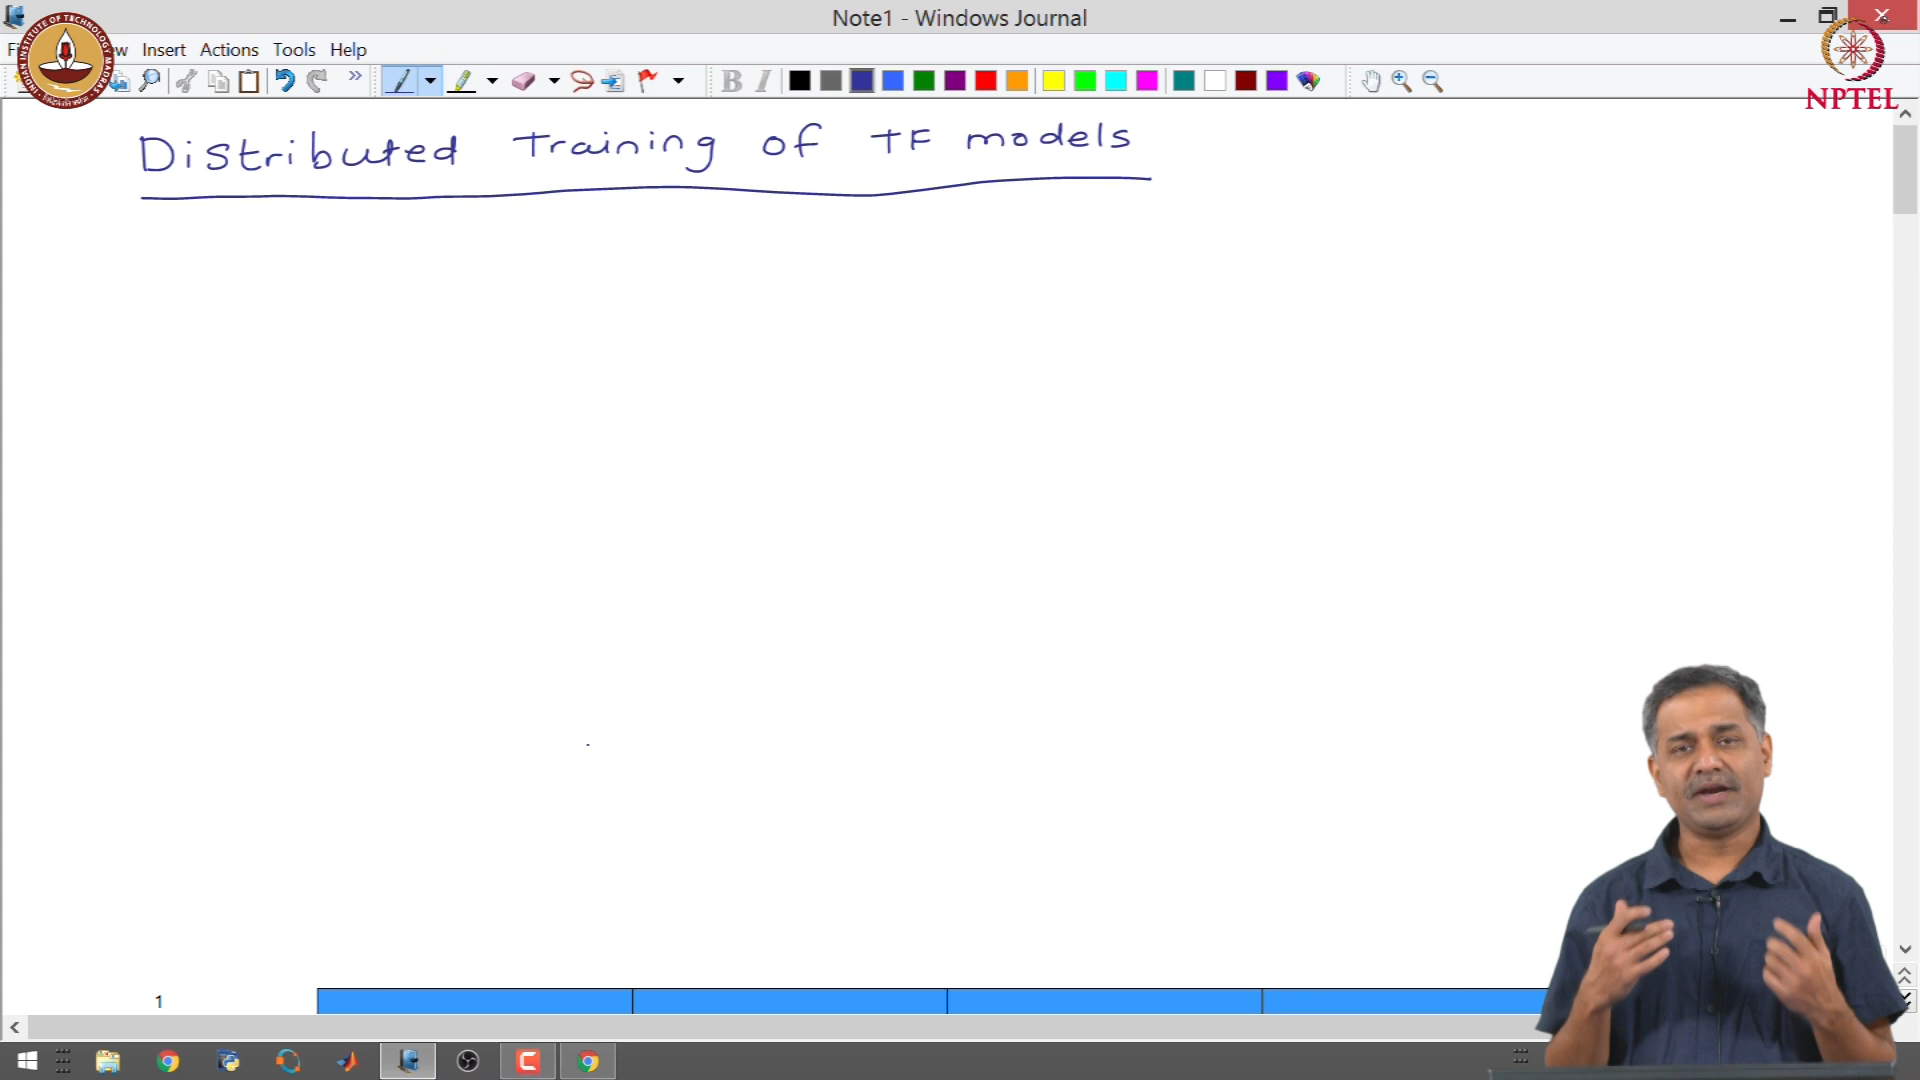 Note1 - Windows Journal
Insert Actions Tools Help
B I
NPTEL
Distributed Training of TF models
1